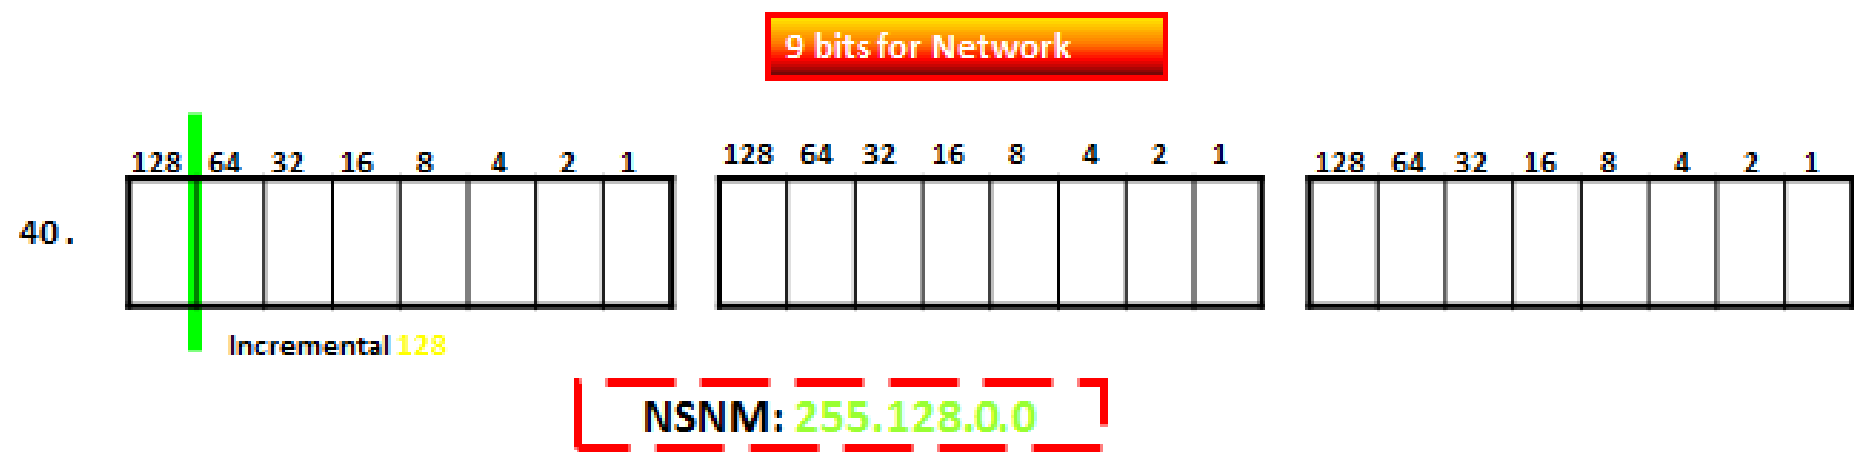 9 bits for Network
128 64 32 16 8 4 2 1 128 64 32 16 8 4 2 1 128 64 32 16 8 4 2 1
40.
Incremental 128
NSNM: 255.128.0.0